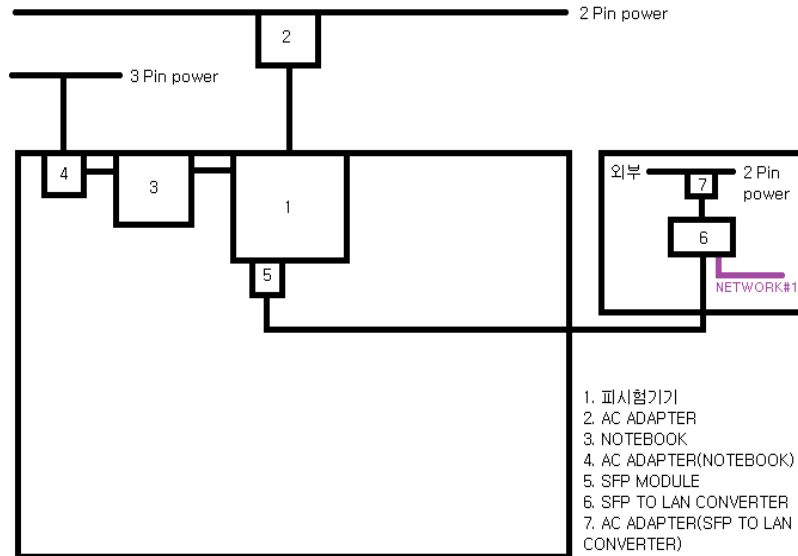 2 Pin power
2
3 Pin power
4
3
1
5
외부
2 Pin
power
7
6
NETWORK#1
1. 피시험기기
2. AC ADAPTER
3. NOTEBOOK
4. AC ADAPTER(NOTEBOOK)
5. SFP MODULE
6. SFP TO LAN CONVERTER
7. AC ADAPTER(SFP TO LAN
CONVERTER)